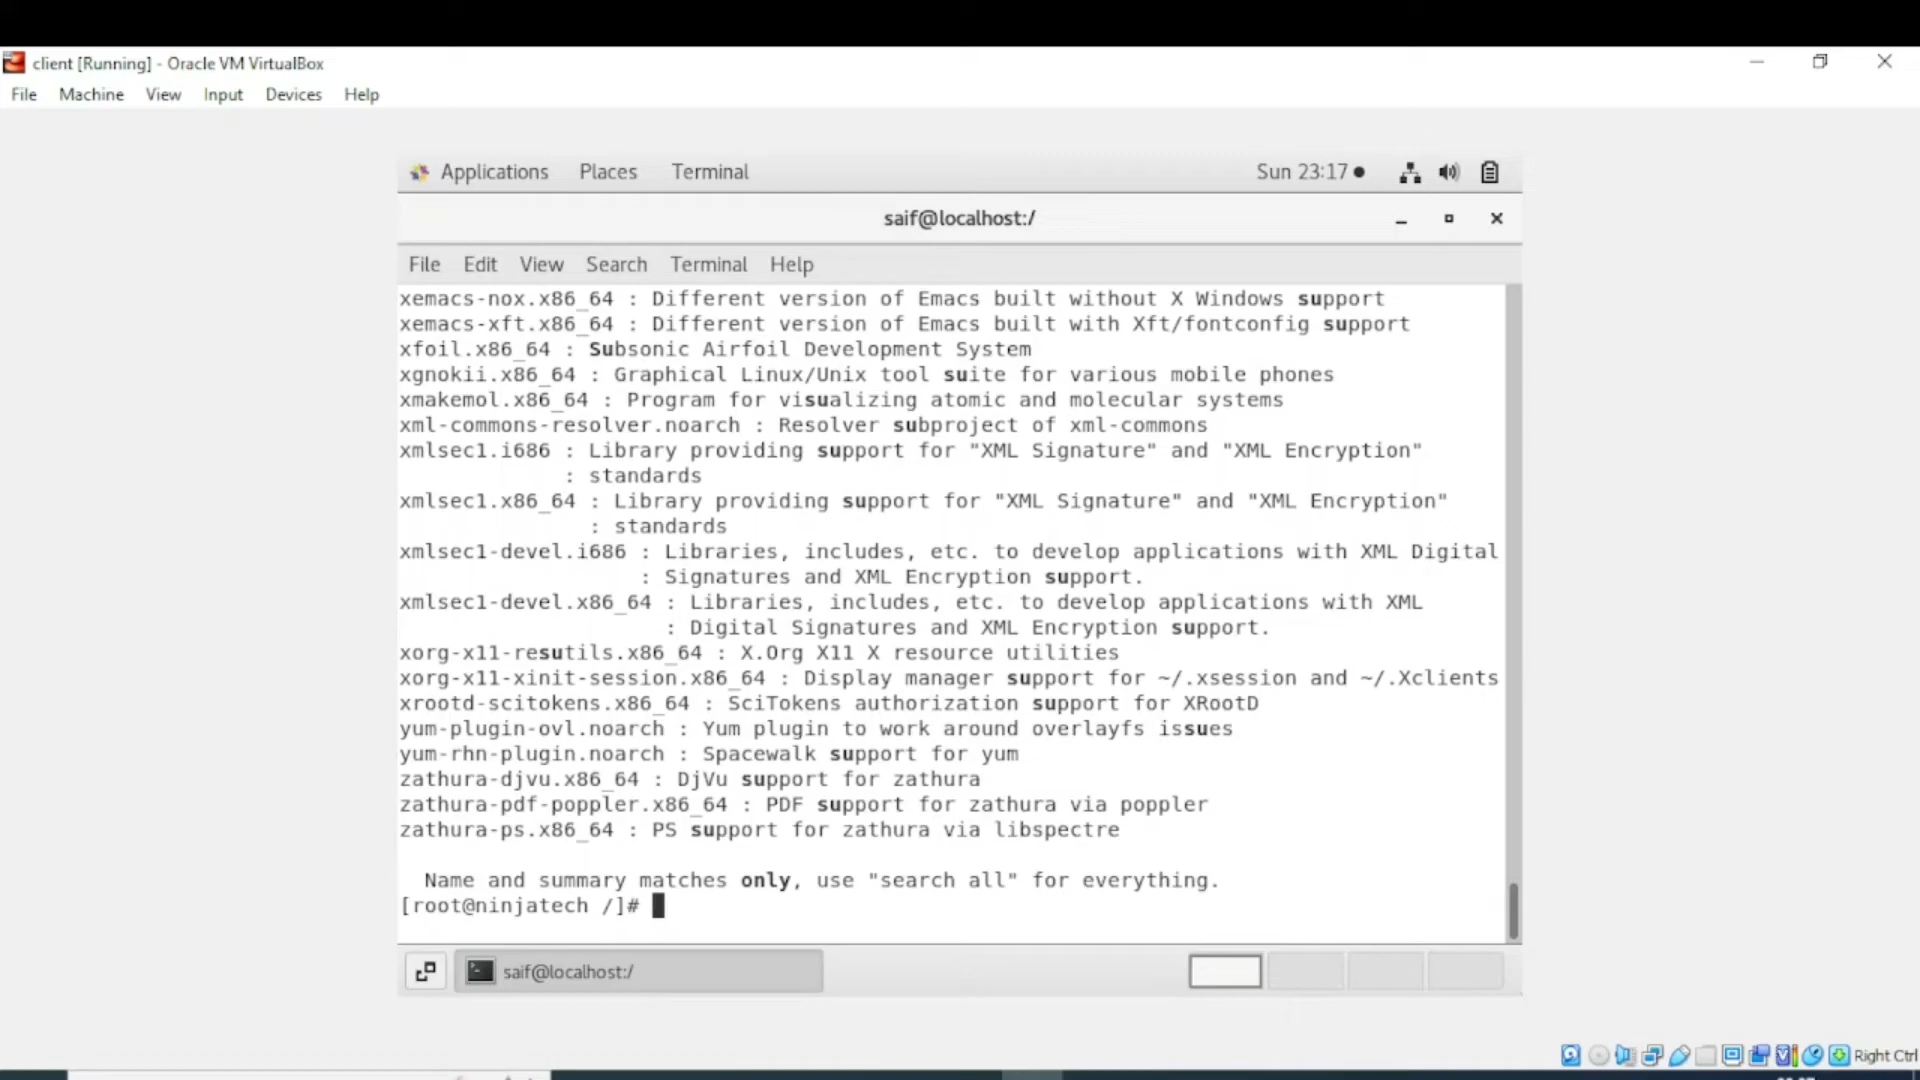 client [Running] - Oracle VM VirtualBox
File Machine View Input Devices Help
Applications Places Terminal Sun 23:17
saif@localhost:/
File Edit View Search Terminal Help
xemacs-nox.x86_64 : Different version of Emacs built without X Windows support
xemacs-xft.x86_64 : Different version of Emacs built with Xft/fontconfig support
xfoil.x86_64 : Subsonic Airfoil Development System
xgnokii.x86_64 : Graphical Linux/Unix tool suite for various mobile phones
xmakemol.x86_64 : Program for visualizing atomic and molecular systems
xml-commons-resolver.noarch : Resolver subproject of xml-commons
xmlsec1.i686 : Library providing support for "XML Signature" and "XML Encryption"
: standards
xmlsec1.x86_64 : Library providing support for "XML Signature" and "XML Encryption"
: standards
xmlsec1-devel.i686 : Libraries, includes, etc. to develop applications with XML Digital
: Signatures and XML Encryption support.
xmlsec1-devel.x86_64 : Libraries, includes, etc. to develop applications with XML
: Digital Signatures and XML Encryption support.
xorg-x11-resutils.x86_64 : X.Org X11 X resource utilities
xorg-x11-xinit-session.x86_64 : Display manager support for ~/.xsession and ~/.Xclients
xrootd-scitokens.x86_64 : SciTokens authorization support for XRootD
yum-plugin-ovl.noarch : Yum plugin to work around overlayfs issues
yum-rhn-plugin.noarch : Spacewalk support for yum
zathura-djvu.x86_64 : DjVu support for zathura
zathura-pdf-poppler.x86_64 : PDF support for zathura via poppler
zathura-ps.x86_64 : PS support for zathura via libspectre
Name and summary matches only, use "search all" for everything.
[root@ninjatech /]#
saif@localhost:/
Right Ctrl